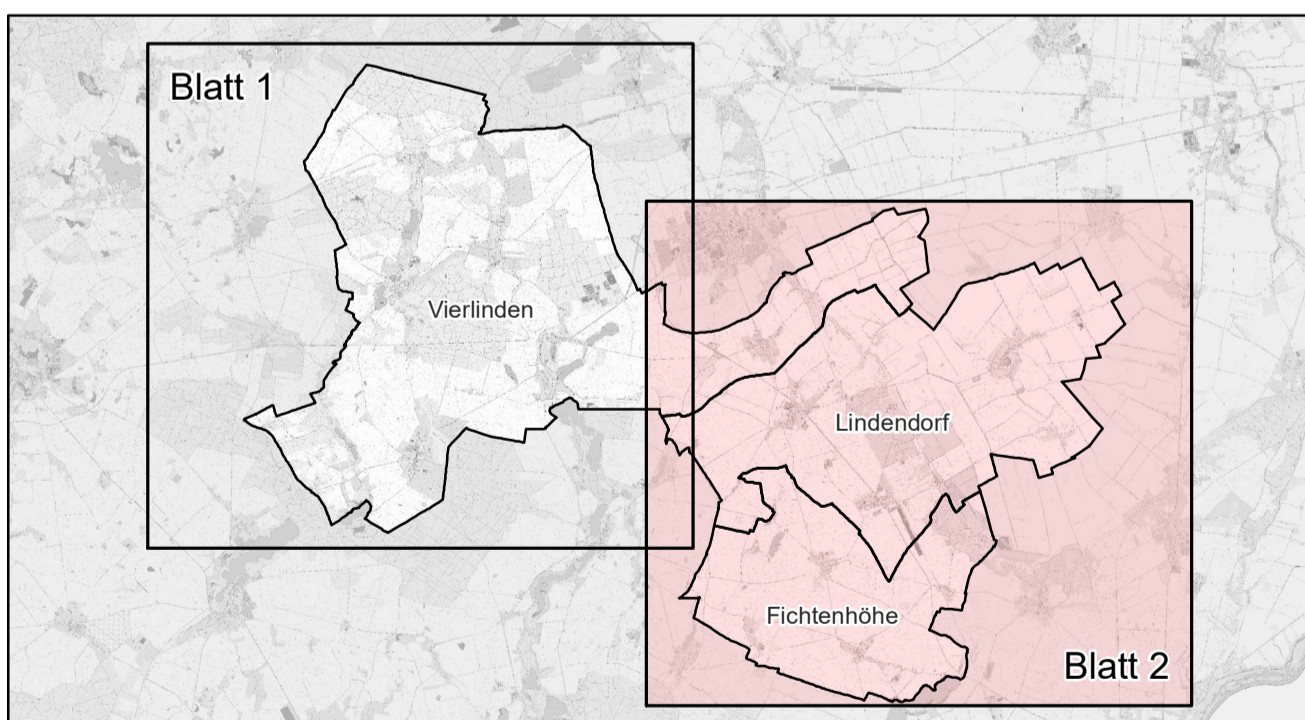 Blatt 1
Vierlinden
Lindendorf
Fichtenhöhe
Blatt 2